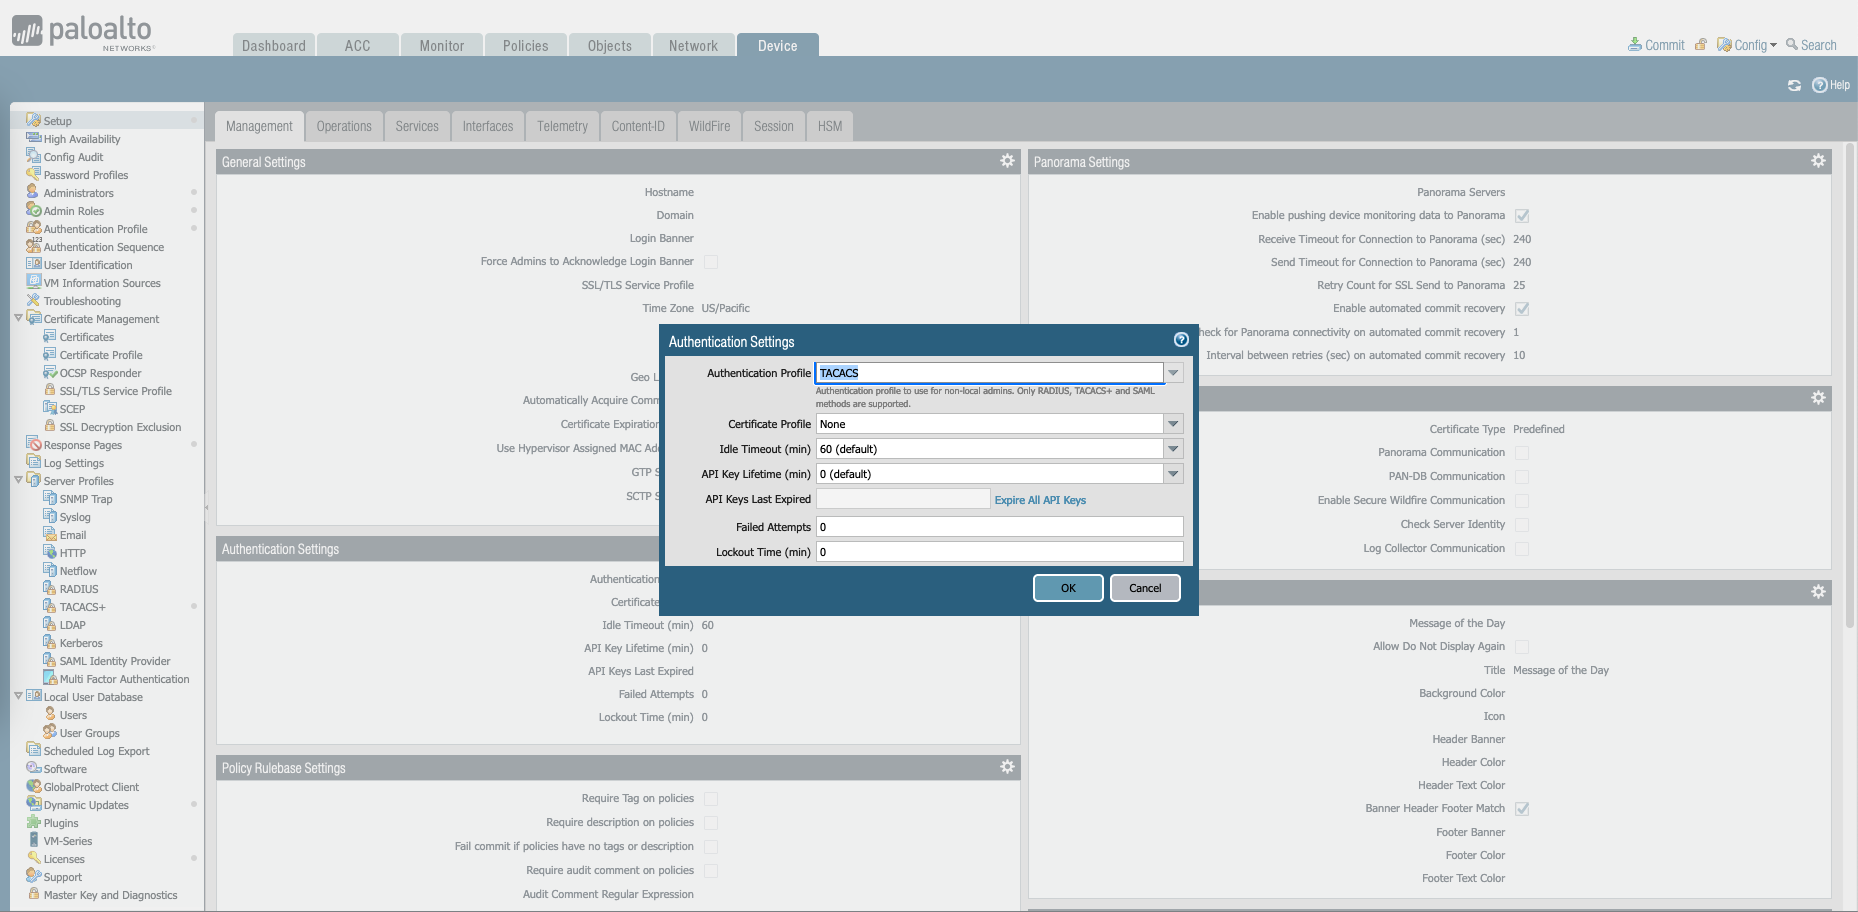 paloalto
NETWORKS
Dashboard
ACC
Monitor
Policies
Objects
Network
Device
Commit
Config
Search
Help
Setup
High Availability
Config Audit
Password Profiles
Administrators
Admin Roles
Authentication Profile
Authentication Sequence
User Identification
VM Information Sources
Troubleshooting
Certificate Management
Certificates
Certificate Profile
OCSP Responder
SSL/TLS Service Profile
SCEP
SSL Decryption Exclusion
Response Pages
Log Settings
Server Profiles
SNMP Trap
Syslog
Email
HTTP
Netflow
RADIUS
TACACS+
LDAP
Kerberos
SAML Identity Provider
Multi Factor Authentication
Local User Database
Users
User Groups
Scheduled Log Export
Software
GlobalProtect Client
Dynamic Updates
Plugins
VM-Series
Licenses
Support
Master Key and Diagnostics
Management
Operations
Services
Interfaces
Telemetry
Content-ID
WildFire
Session
HSM
General Settings
Hostname
Domain
Login Banner
Force Admins to Acknowledge Login Banner
SSL/TLS Service Profile
Time Zone US/Pacific
Geo L
Automatically Acquire Comm
Certificate Expiration
Use Hypervisor Assigned MAC Add
GTP S
SCTP S
Authentication Settings
Authentication
Certificate
Idle Timeout (min) 60
API Key Lifetime (min) 0
API Keys Last Expired
Failed Attempts 0
Lockout Time (min) 0
Policy Rulebase Settings
Require Tag on policies
Require description on policies
Fail commit if policies have no tags or description
Require audit comment on policies
Audit Comment Regular Expression
Authentication Settings
Authentication Profile TACACS
Authentication profile to use for non-local admins. Only RADIUS, TACACS+ and SAML
methods are supported.
Certificate Profile None
Idle Timeout (min) 60 (default)
API Key Lifetime (min) 0 (default)
API Keys Last Expired Expire All API Keys
Failed Attempts 0
Lockout Time (min) 0
OK
Cancel
Panorama Settings
Panorama Servers
Enable pushing device monitoring data to Panorama
Receive Timeout for Connection to Panorama (sec) 240
Send Timeout for Connection to Panorama (sec) 240
Retry Count for SSL Send to Panorama 25
Enable automated commit recovery
heck for Panorama connectivity on automated commit recovery 1
Interval between retries (sec) on automated commit recovery 10
Certificate Type Predefined
Panorama Communication
PAN-DB Communication
Enable Secure Wildfire Communication
Check Server Identity
Log Collector Communication
Message of the Day
Allow Do Not Display Again
Title Message of the Day
Background Color
Icon
Header Banner
Header Color
Header Text Color
Banner Header Footer Match
Footer Banner
Footer Color
Footer Text Color